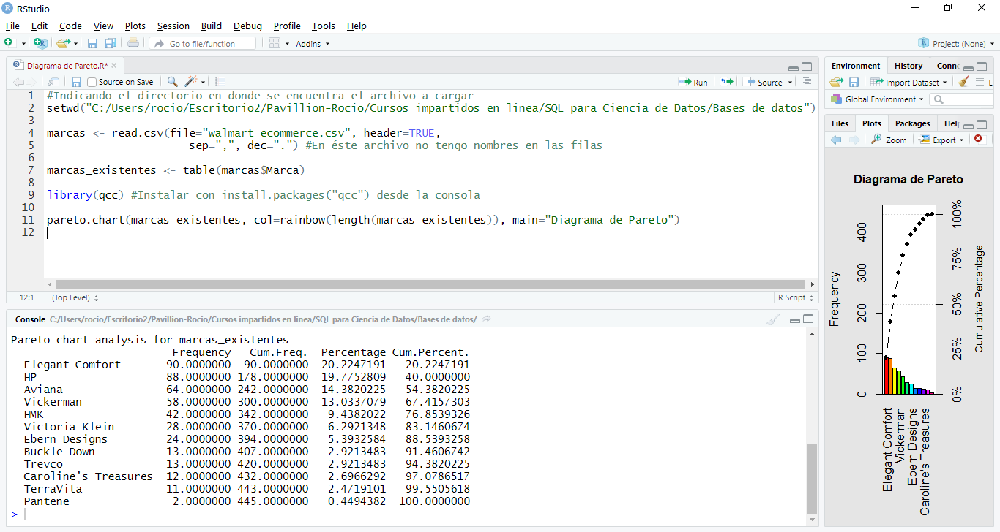 RStudio
File Edit Code View Plots Session Build Debug Profile Tools Help
Go to file/function Addins Project: (None)
Diagrama de Pareto.R*
Source on Save Run Source
1 #Indicando el directorio en donde se encuentra el archivo a cargar
2 setwd("C:/Users/rocio/Escritorio2/Pavillion-Rocio/Cursos impartidos en linea/SQL para Ciencia de Datos/Bases de datos")
3
4 marcas <- read.csv(file="walmart_ecommerce.csv", header=TRUE,
5 sep=",", dec=".") #En éste archivo no tengo nombres en las filas
6
7 marcas_existentes <- table(marcas$Marca)
8
9 library(qcc) #Instalar con install.packages("qcc") desde la consola
10
11 pareto.chart(marcas_existentes, col=rainbow(length(marcas_existentes)), main="Diagrama de Pareto")
12
12:1 (Top Level) R Script
Console C:/Users/rocio/Escritorio2/Pavillion-Rocio/Cursos impartidos en linea/SQL para Ciencia de Datos/Bases de datos/
Pareto chart analysis for marcas_existentes
Frequency Cum.Freq. Percentage Cum.Percent.
Elegant Comfort 90.0000000 90.0000000 20.2247191 20.2247191
HP 88.0000000 178.0000000 19.7752809 40.0000000
Aviana 64.0000000 242.0000000 14.3820225 54.3820225
Vickerman 58.0000000 300.0000000 13.0337079 67.4157303
HMK 42.0000000 342.0000000 9.4382022 76.8539326
Victoria Klein 28.0000000 370.0000000 6.2921348 83.1460674
Ebern Designs 24.0000000 394.0000000 5.3932584 88.5393258
Buckle Down 13.0000000 407.0000000 2.9213483 91.4606742
Trevco 13.0000000 420.0000000 2.9213483 94.3820225
Caroline's Treasures 12.0000000 432.0000000 2.6966292 97.0786517
TerraVita 11.0000000 443.0000000 2.4719101 99.5505618
Pantene 2.0000000 445.0000000 0.4494382 100.0000000
>
Environment History Conne
Import Dataset Li
Global Environment
Files Plots Packages Hel
Zoom Export
Diagrama de Pareto
Frequency
0 100 200 300 400
0% 25% 50% 75% 100%
Cumulative Percentage
Elegant Comfort
Vickerman
Ebern Designs
Caroline's Treasures